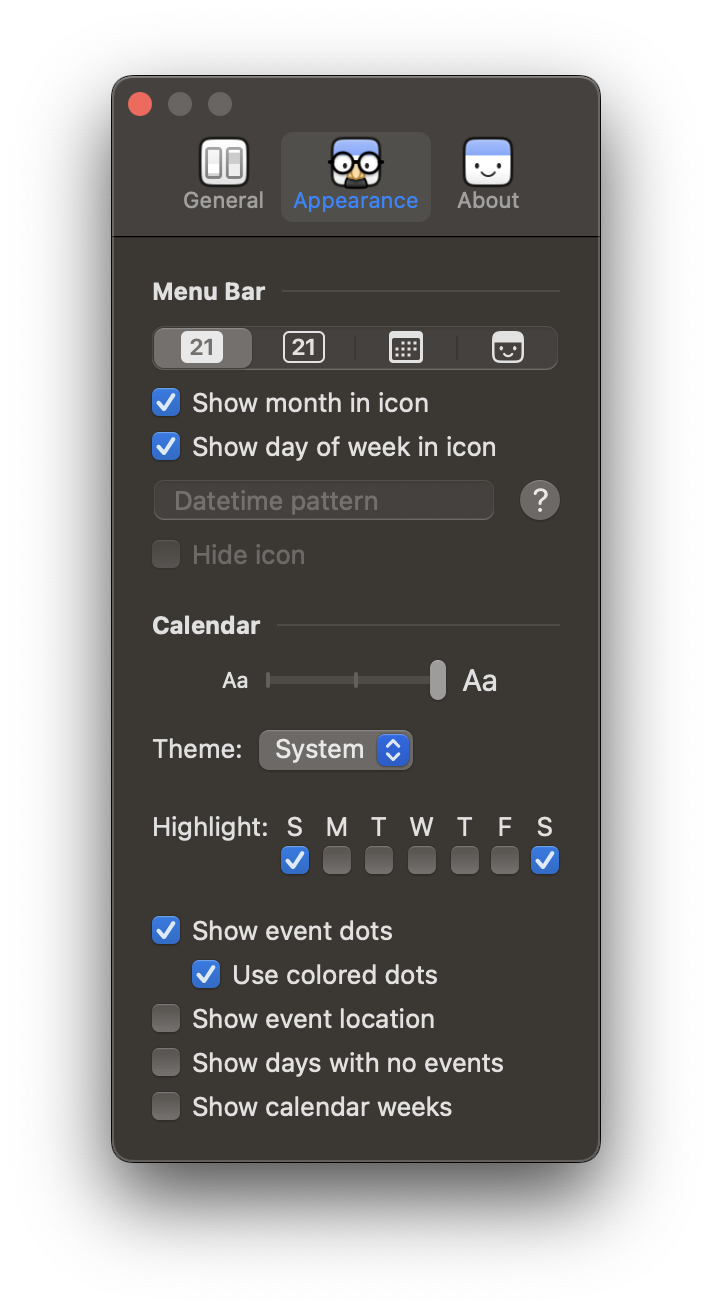 General Appearance About
Menu Bar
21 21
Show month in icon
Show day of week in icon
Datetime pattern ?
Hide icon
Calendar
Aa Aa
Theme: System
Highlight: S M T W T F S
Show event dots
Use colored dots
Show event location
Show days with no events
Show calendar weeks